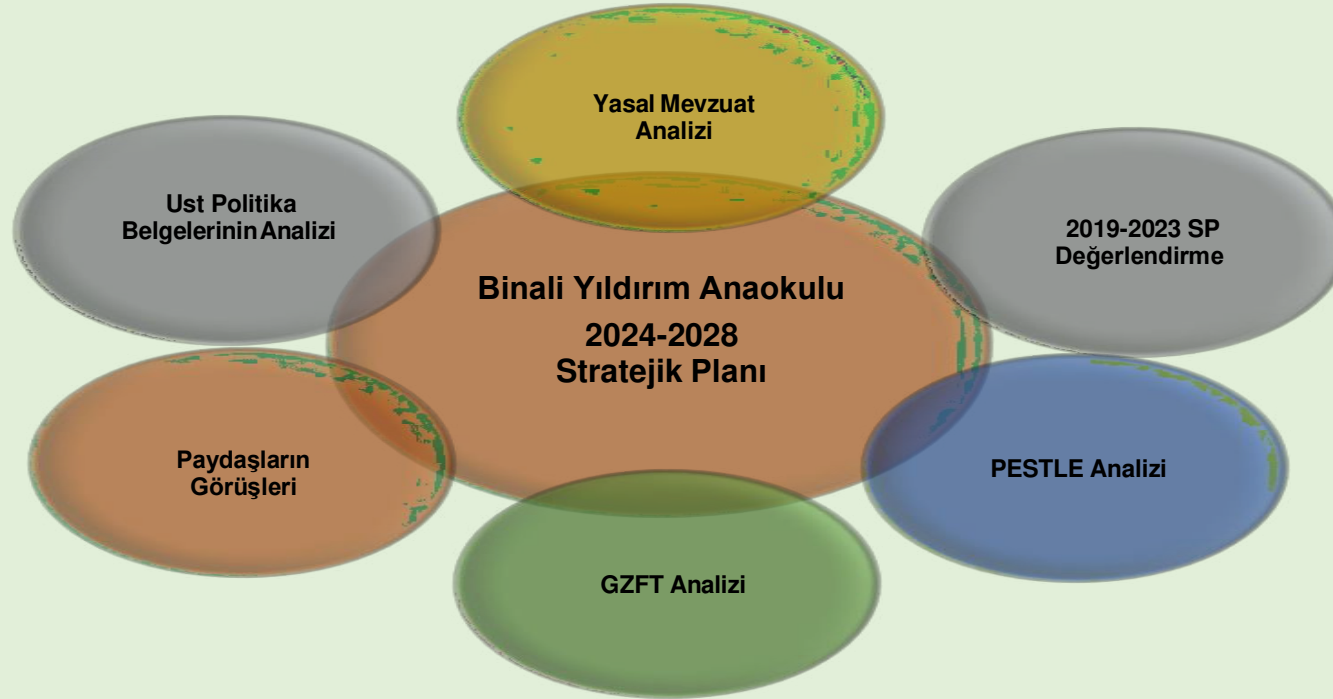 Yasal Mevzuat
Analizi
Ust Politika
Belgelerinin Analizi
2019-2023 SP
Değerlendirme
Binali Yıldırım Anaokulu
2024-2028
Stratejik Planı
Paydaşların
Görüşleri
PESTLE Analizi
GZFT Analizi